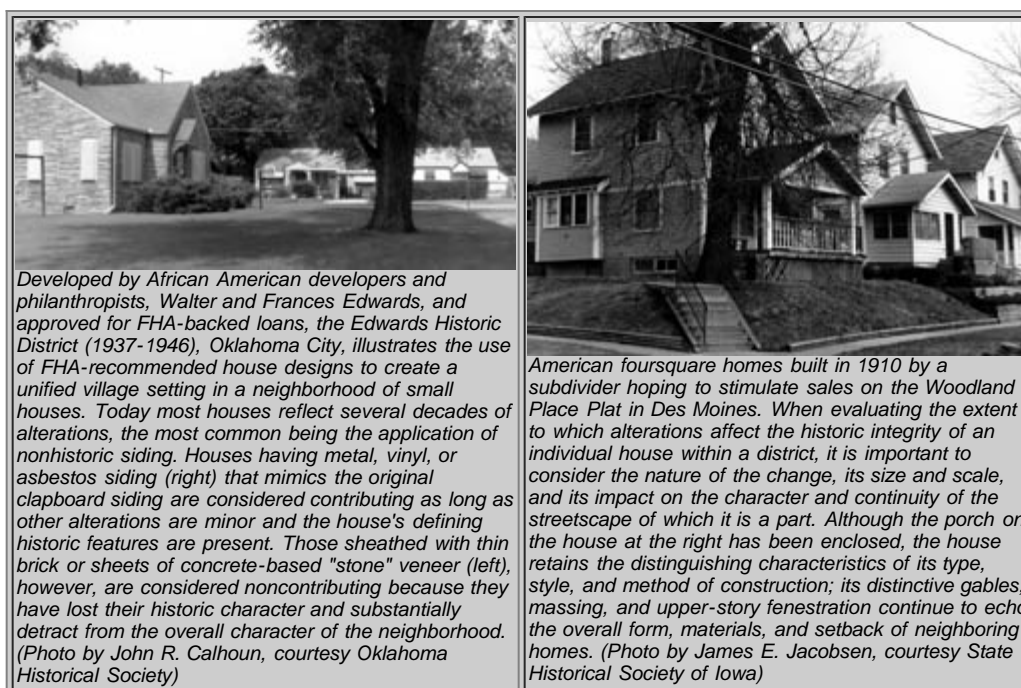 Developed by African American developers and
philanthropists, Walter and Frances Edwards, and
approved for FHA-backed loans, the Edwards Historic
District (1937-1946), Oklahoma City, illustrates the use
of FHA-recommended house designs to create a
unified village setting in a neighborhood of small
houses. Today most houses reflect several decades of
alterations, the most common being the application of
nonhistoric siding. Houses having metal, vinyl, or
asbestos siding (right) that mimics the original
clapboard siding are considered contributing as long as
other alterations are minor and the house's defining
historic features are present. Those sheathed with thin
brick or sheets of concrete-based "stone" veneer (left),
however, are considered noncontributing because they
have lost their historic character and substantially
detract from the overall character of the neighborhood.
(Photo by John R. Calhoun, courtesy Oklahoma
Historical Society)
American foursquare homes built in 1910 by a
subdivider hoping to stimulate sales on the Woodland
Place Plat in Des Moines. When evaluating the extent
to which alterations affect the historic integrity of an
individual house within a district, it is important to
consider the nature of the change, its size and scale,
and its impact on the character and continuity of the
streetscape of which it is a part. Although the porch on
the house at the right has been enclosed, the house
retains the distinguishing characteristics of its type,
style, and method of construction; its distinctive gables,
massing, and upper-story fenestration continue to echo
the overall form, materials, and setback of neighboring
homes. (Photo by James E. Jacobsen, courtesy State
Historical Society of Iowa)